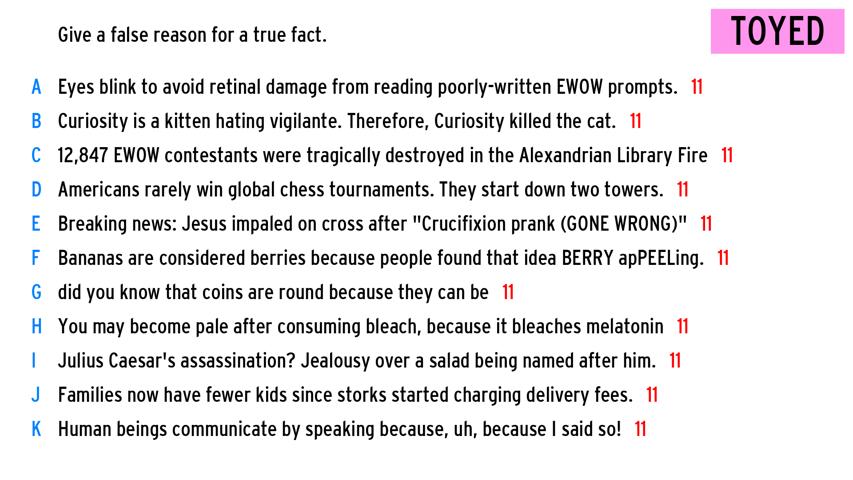 Give a false reason for a true fact.
TOYED
A Eyes blink to avoid retinal damage from reading poorly-written EWOW prompts. 11
B Curiosity is a kitten hating vigilante. Therefore, Curiosity killed the cat. 11
C 12,847 EWOW contestants were tragically destroyed in the Alexandrian Library Fire 11
D Americans rarely win global chess tournaments. They start down two towers. 11
E Breaking news: Jesus impaled on cross after "Crucifixion prank (GONE WRONG)" 11
F Bananas are considered berries because people found that idea BERRY apPEELing. 11
G did you know that coins are round because they can be 11
H You may become pale after consuming bleach, because it bleaches melatonin 11
I Julius Caesar's assassination? Jealousy over a salad being named after him. 11
J Families now have fewer kids since storks started charging delivery fees. 11
K Human beings communicate by speaking because, uh, because I said so! 11